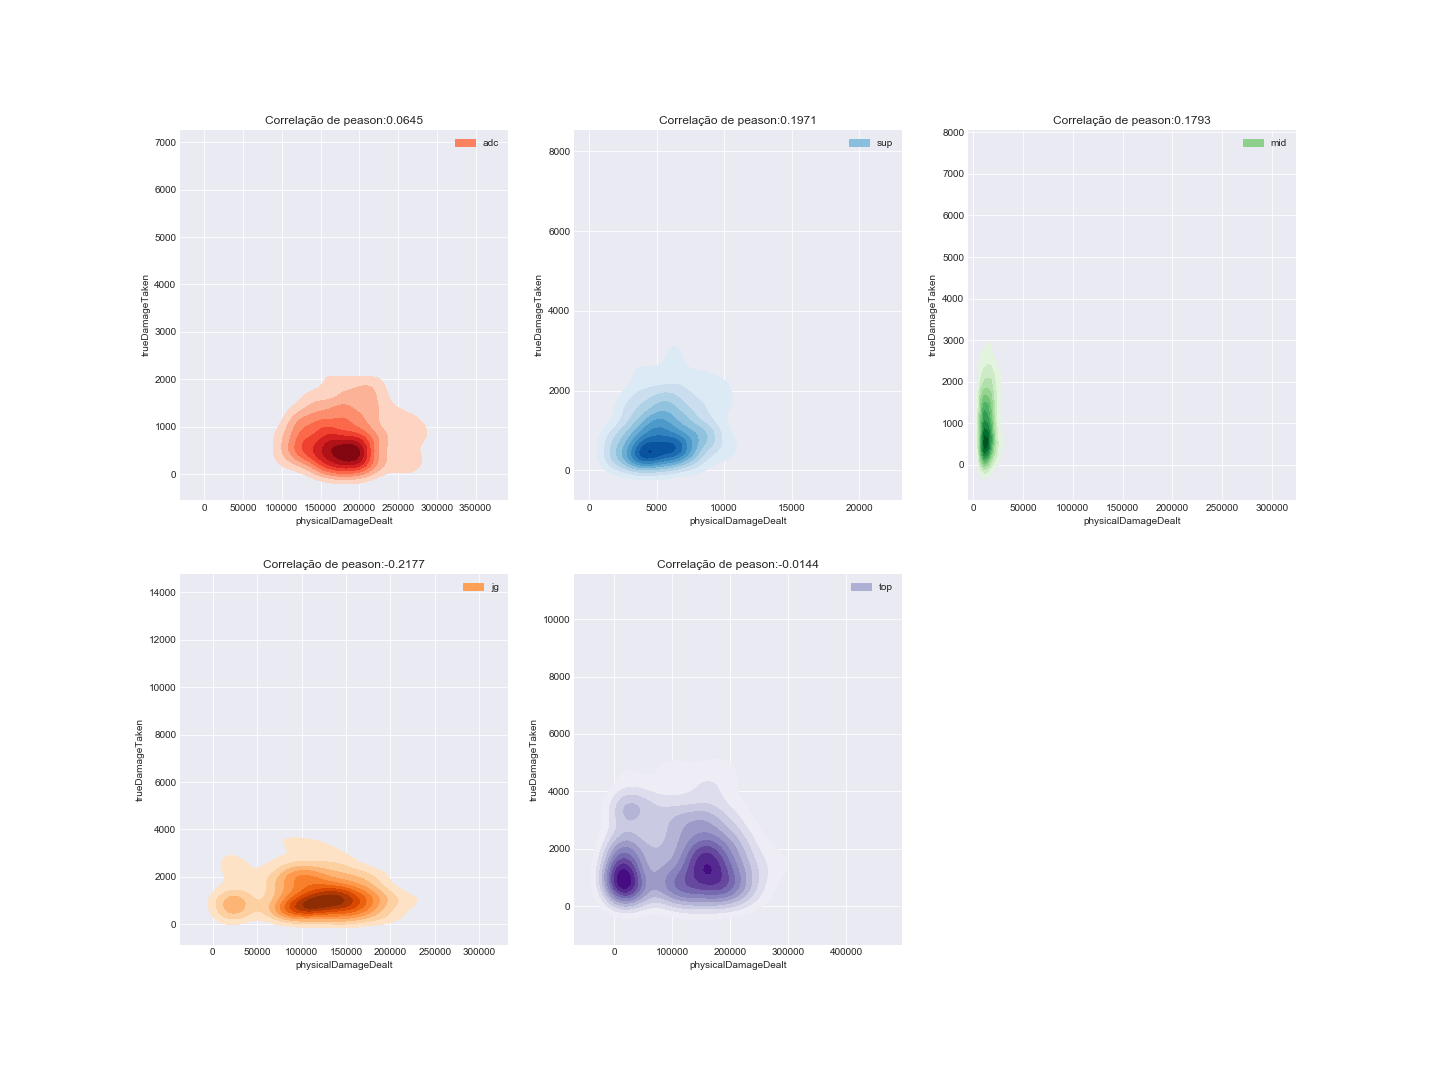 Correlação de peason:0.0645
adc
7000
6000
5000
4000
3000
2000
1000
0
trueDamageTaken
0 50000 100000 150000 200000 250000 300000 350000
physicalDamageDealt
Correlação de peason:0.1971
sup
8000
6000
4000
2000
0
trueDamageTaken
0 5000 10000 15000 20000
physicalDamageDealt
Correlação de peason:0.1793
mid
8000
7000
6000
5000
4000
3000
2000
1000
0
trueDamageTaken
0 50000 100000 150000 200000 250000 300000
physicalDamageDealt
Correlação de peason:-0.2177
jg
14000
12000
10000
8000
6000
4000
2000
0
trueDamageTaken
0 50000 100000 150000 200000 250000 300000
physicalDamageDealt
Correlação de peason:-0.0144
top
10000
8000
6000
4000
2000
0
trueDamageTaken
0 100000 200000 300000 400000
physicalDamageDealt